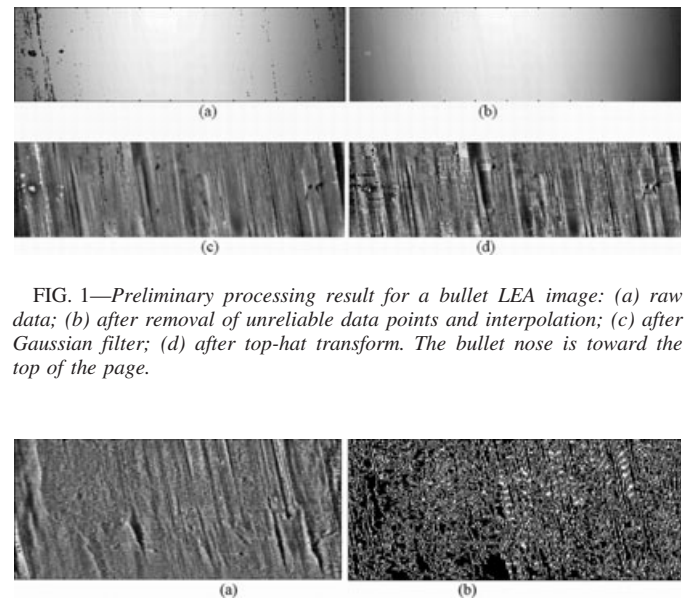 (a)
(b)
(c)
(d)
FIG. 1—Preliminary processing result for a bullet LEA image: (a) raw
data; (b) after removal of unreliable data points and interpolation; (c) after
Gaussian filter; (d) after top-hat transform. The bullet nose is toward the
top of the page.
(a)
(b)